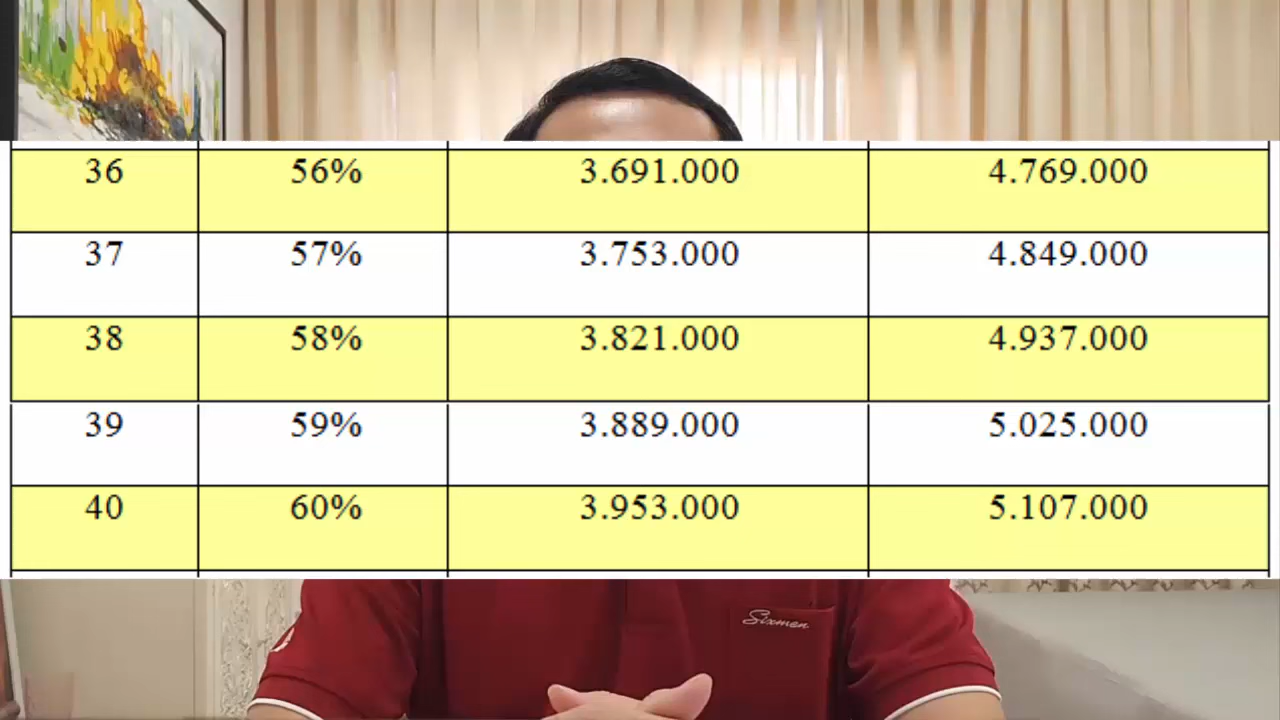 36 56% 3.691.000 4.769.000
37 57% 3.753.000 4.849.000
38 58% 3.821.000 4.937.000
39 59% 3.889.000 5.025.000
40 60% 3.953.000 5.107.000
Sixmen